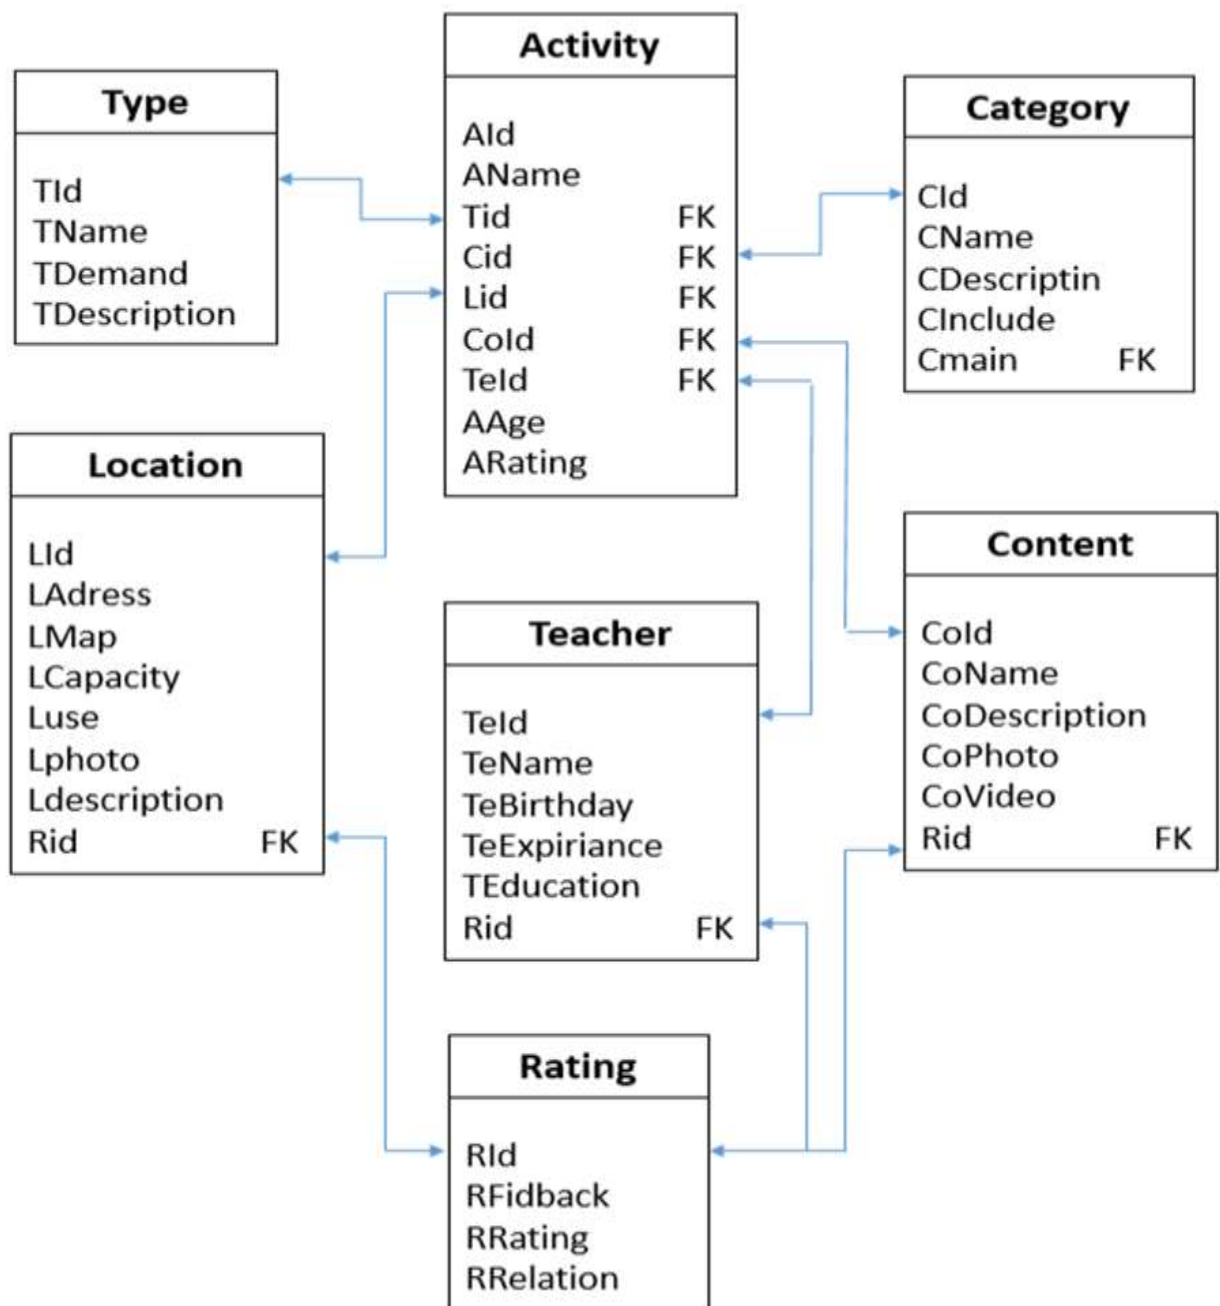 Activity
AId
AName
Tid FK
Cid FK
Lid FK
CoId FK
TeId FK
AAge
ARating
Type
TId
TName
TDemand
TDescription
Category
CId
CName
CDescriptin
CInclude
Cmain FK
Location
LId
LAdress
LMap
LCapacity
Luse
Lphoto
Ldescription
Rid FK
Teacher
TeId
TeName
TeBirthday
TeExpiriance
TEducation
Rid FK
Content
CoId
CoName
CoDescription
CoPhoto
CoVideo
Rid FK
Rating
RId
RFidback
RRating
RRelation